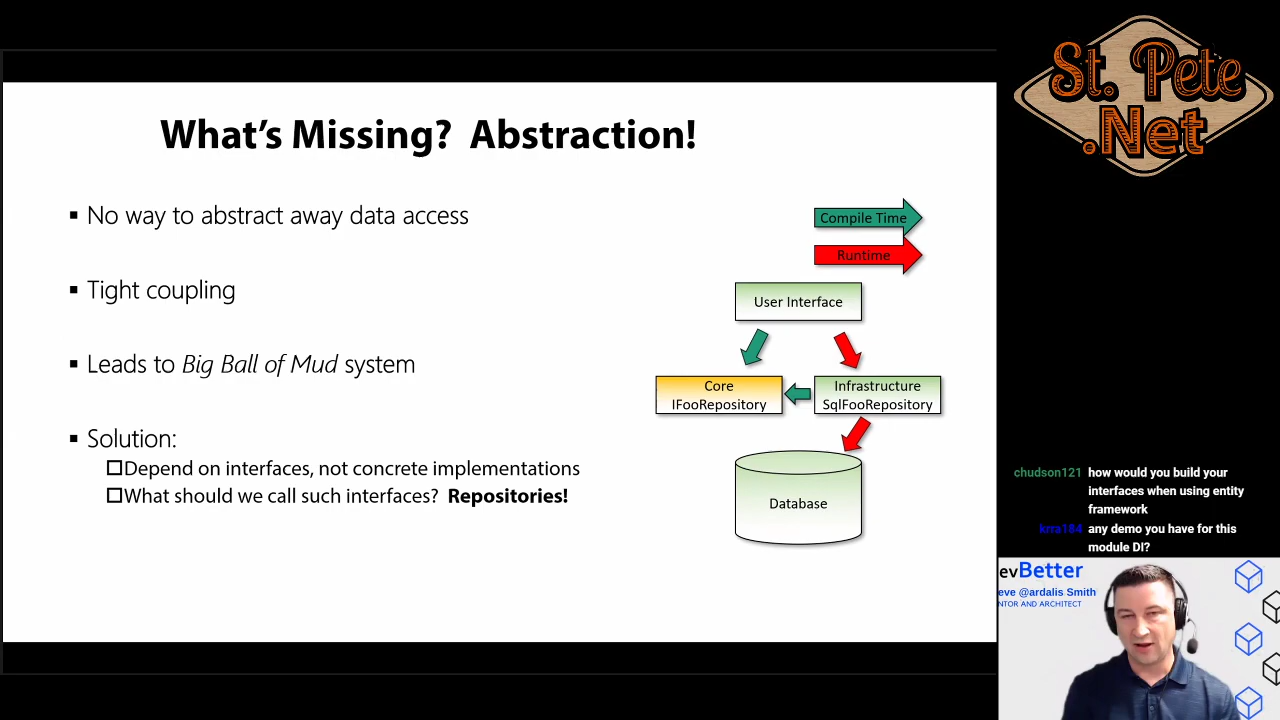 What's Missing? Abstraction!
▪ No way to abstract away data access
▪ Tight coupling
▪ Leads to Big Ball of Mud system
▪ Solution:
Depend on interfaces, not concrete implementations
What should we call such interfaces? Repositories!
Compile Time
Runtime
User Interface
Core
IFooRepository
Infrastructure
SqlFooRepository
Database
St. Pete
.Net
chudson121 how would you build your
interfaces when using entity
framework
krra184 any demo you have for this
module DI?
evBetter
eve @ardalis Smith
NTOR AND ARCHITECT